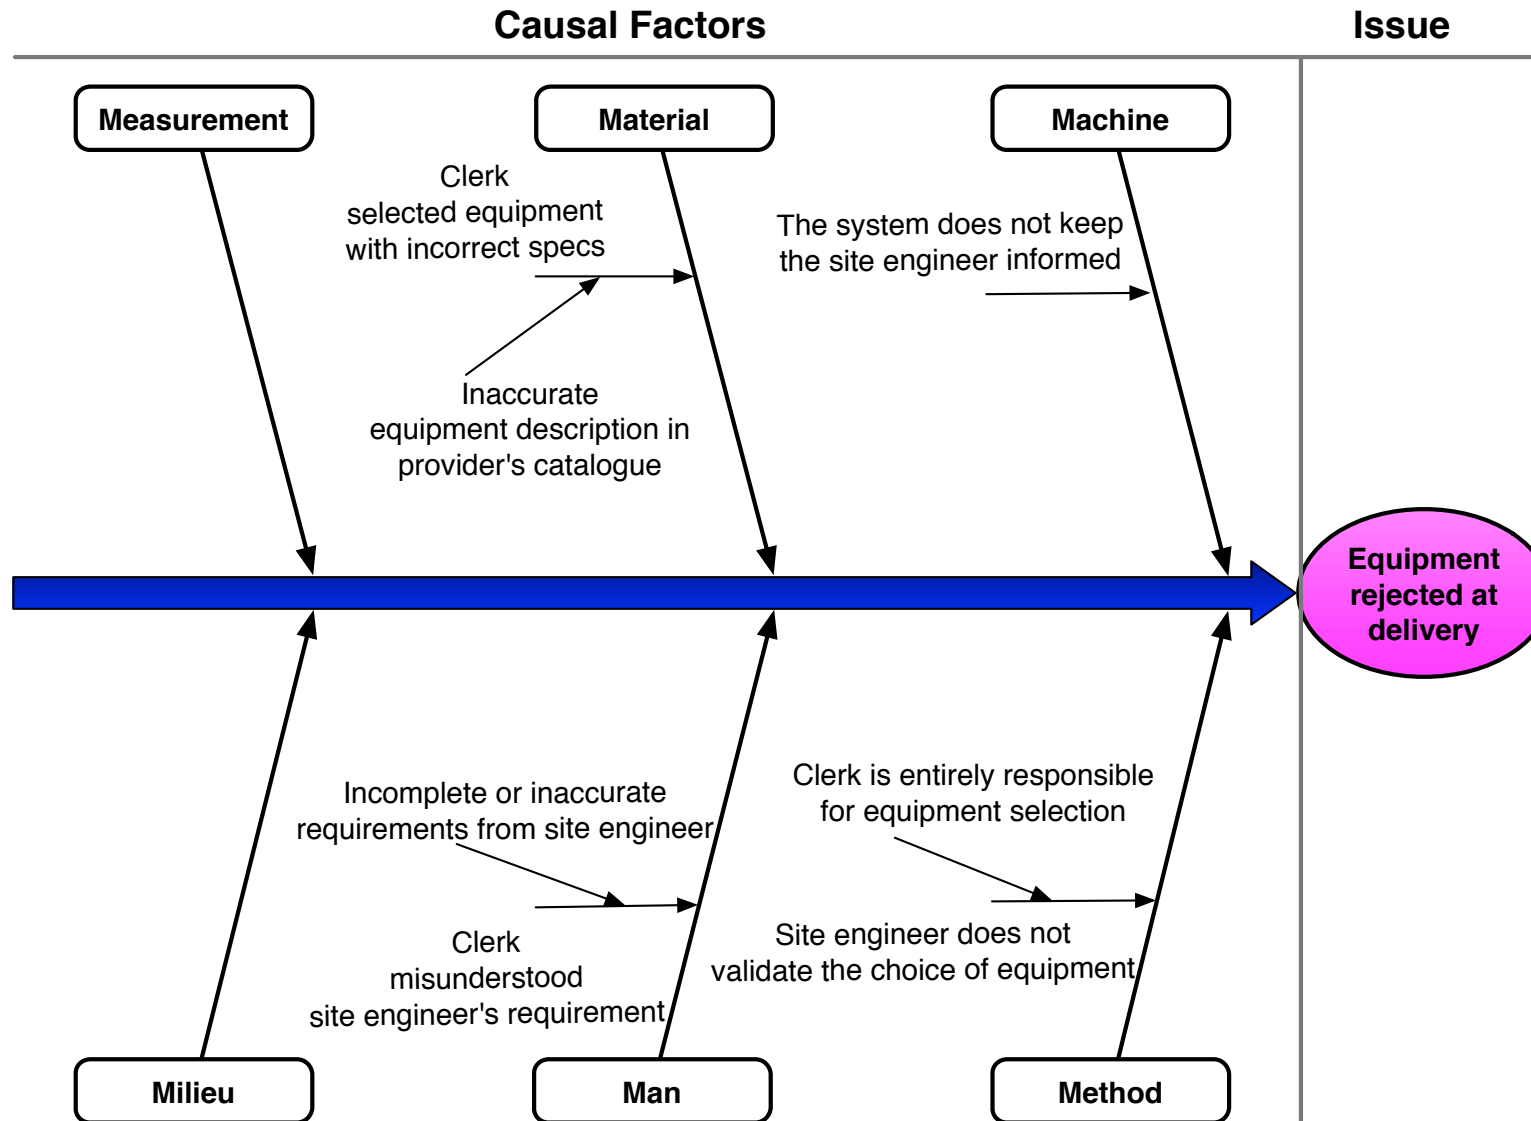 Causal Factors
Issue
Measurement
Material
Machine
Clerk
selected equipment
with incorrect specs
The system does not keep
the site engineer informed
Inaccurate
equipment description in
provider's catalogue
Equipment
rejected at
delivery
Incomplete or inaccurate
requirements from site engineer
Clerk is entirely responsible
for equipment selection
Clerk
misunderstood
site engineer's requirement
Site engineer does not
validate the choice of equipment
Milieu
Man
Method